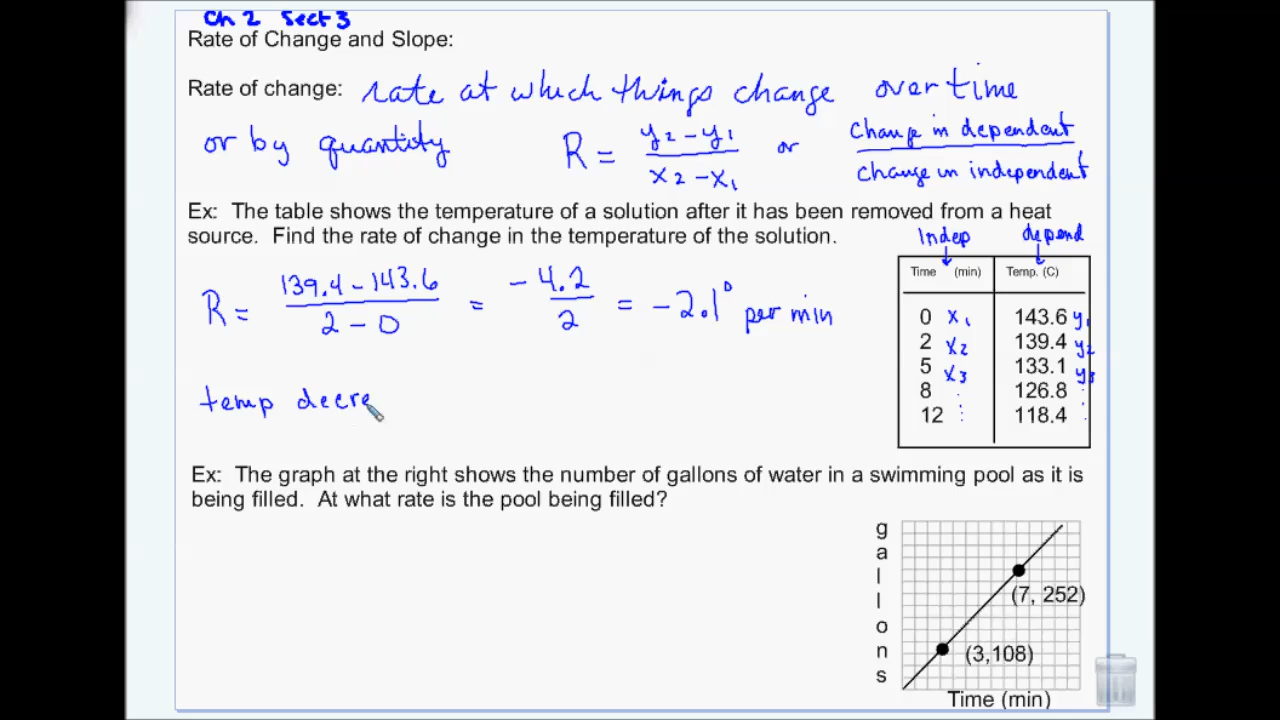 Ch 2 Sect 3
Rate of Change and Slope:
Rate of change: rate at which things change over time
or by quantity R = y2 - y1 / x2 - x1 or change in dependent / change in independent
Ex: The table shows the temperature of a solution after it has been removed from a heat
source. Find the rate of change in the temperature of the solution.
Indep depend
Time (min) Temp. (C)
0 x1 143.6 y1
2 x2 139.4 y2
5 x3 133.1 y3
8 126.8
12 118.4
R = 139.4 - 143.6 / 2 - 0 = -4.2 / 2 = -2.1° per min
temp decre
Ex: The graph at the right shows the number of gallons of water in a swimming pool as it is
being filled. At what rate is the pool being filled?
gallons
(7, 252)
(3,108)
Time (min)